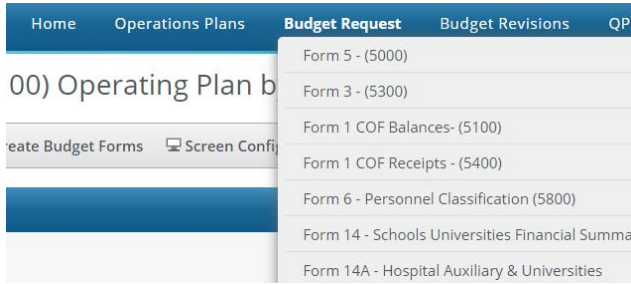 Home Operations Plans Budget Request Budget Revisions QP
Form 5 - (5000)
00) Operating Plan b
Form 3 - (5300)
Form 1 COF Balances- (5100)
reate Budget Forms Screen Config
Form 1 COF Receipts - (5400)
Form 6 - Personnel Classification (5800)
Form 14 - Schools Universities Financial Summa
Form 14A - Hospital Auxiliary & Universities